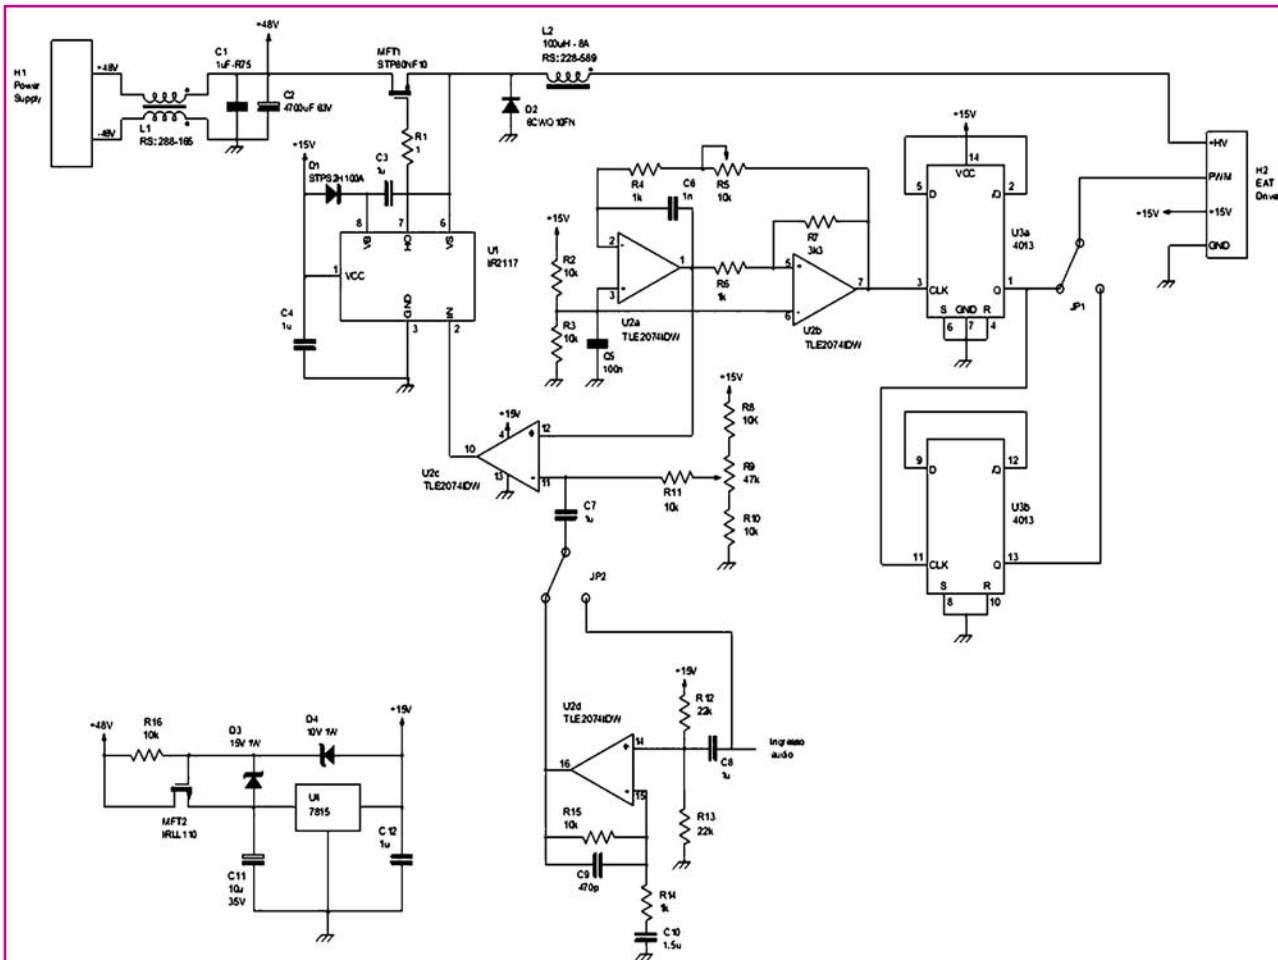 H1
Power
Supply
+48V
-48V
L1
RS: 288-165
C1
1uF-R75
+48V
C2
4700uF 63V
MFT1
STP80NF10
R1
1
D2
6CWQ10FN
L2
100uH - 8A
RS: 228-589
+15V
D1
STPS2H100A
C3
1u
8
7
6
VB
HO
VS
U1
IR2117
1
VCC
GND
IN
3
2
C4
1u
+15V
R2
10k
R3
10k
C5
100n
R4
1k
C6
1n
R5
10k
2
3
1
U2a
TLE2074IDW
R6
1k
R7
3k3
5
6
7
U2b
TLE2074IDW
+15V
14
VCC
5
D
2
Q
U3a
4013
3
CLK
1
Q
S
GND
R
6
7
4
JP1
+HV
PWM
+15V
+15V
GND
H2
EAT
Driver
9
D
12
Q
U3b
4013
11
CLK
13
Q
S
R
8
10
+15V
4
12
10
13
11
U2c
TLE2074IDW
C7
1u
R11
10k
+15V
R8
10K
R9
47k
R10
10k
JP2
U2d
TLE2074IDW
+15V
R12
22k
14
16
15
C8
1u
Ingresso
audio
R13
22k
R15
10k
C9
470p
R14
1k
C10
1.5u
+48V
R16
10k
D3
15V 1W
D4
10V 1W
+15V
MFT2
IRLL110
U4
7815
C11
10u
35V
C12
1u